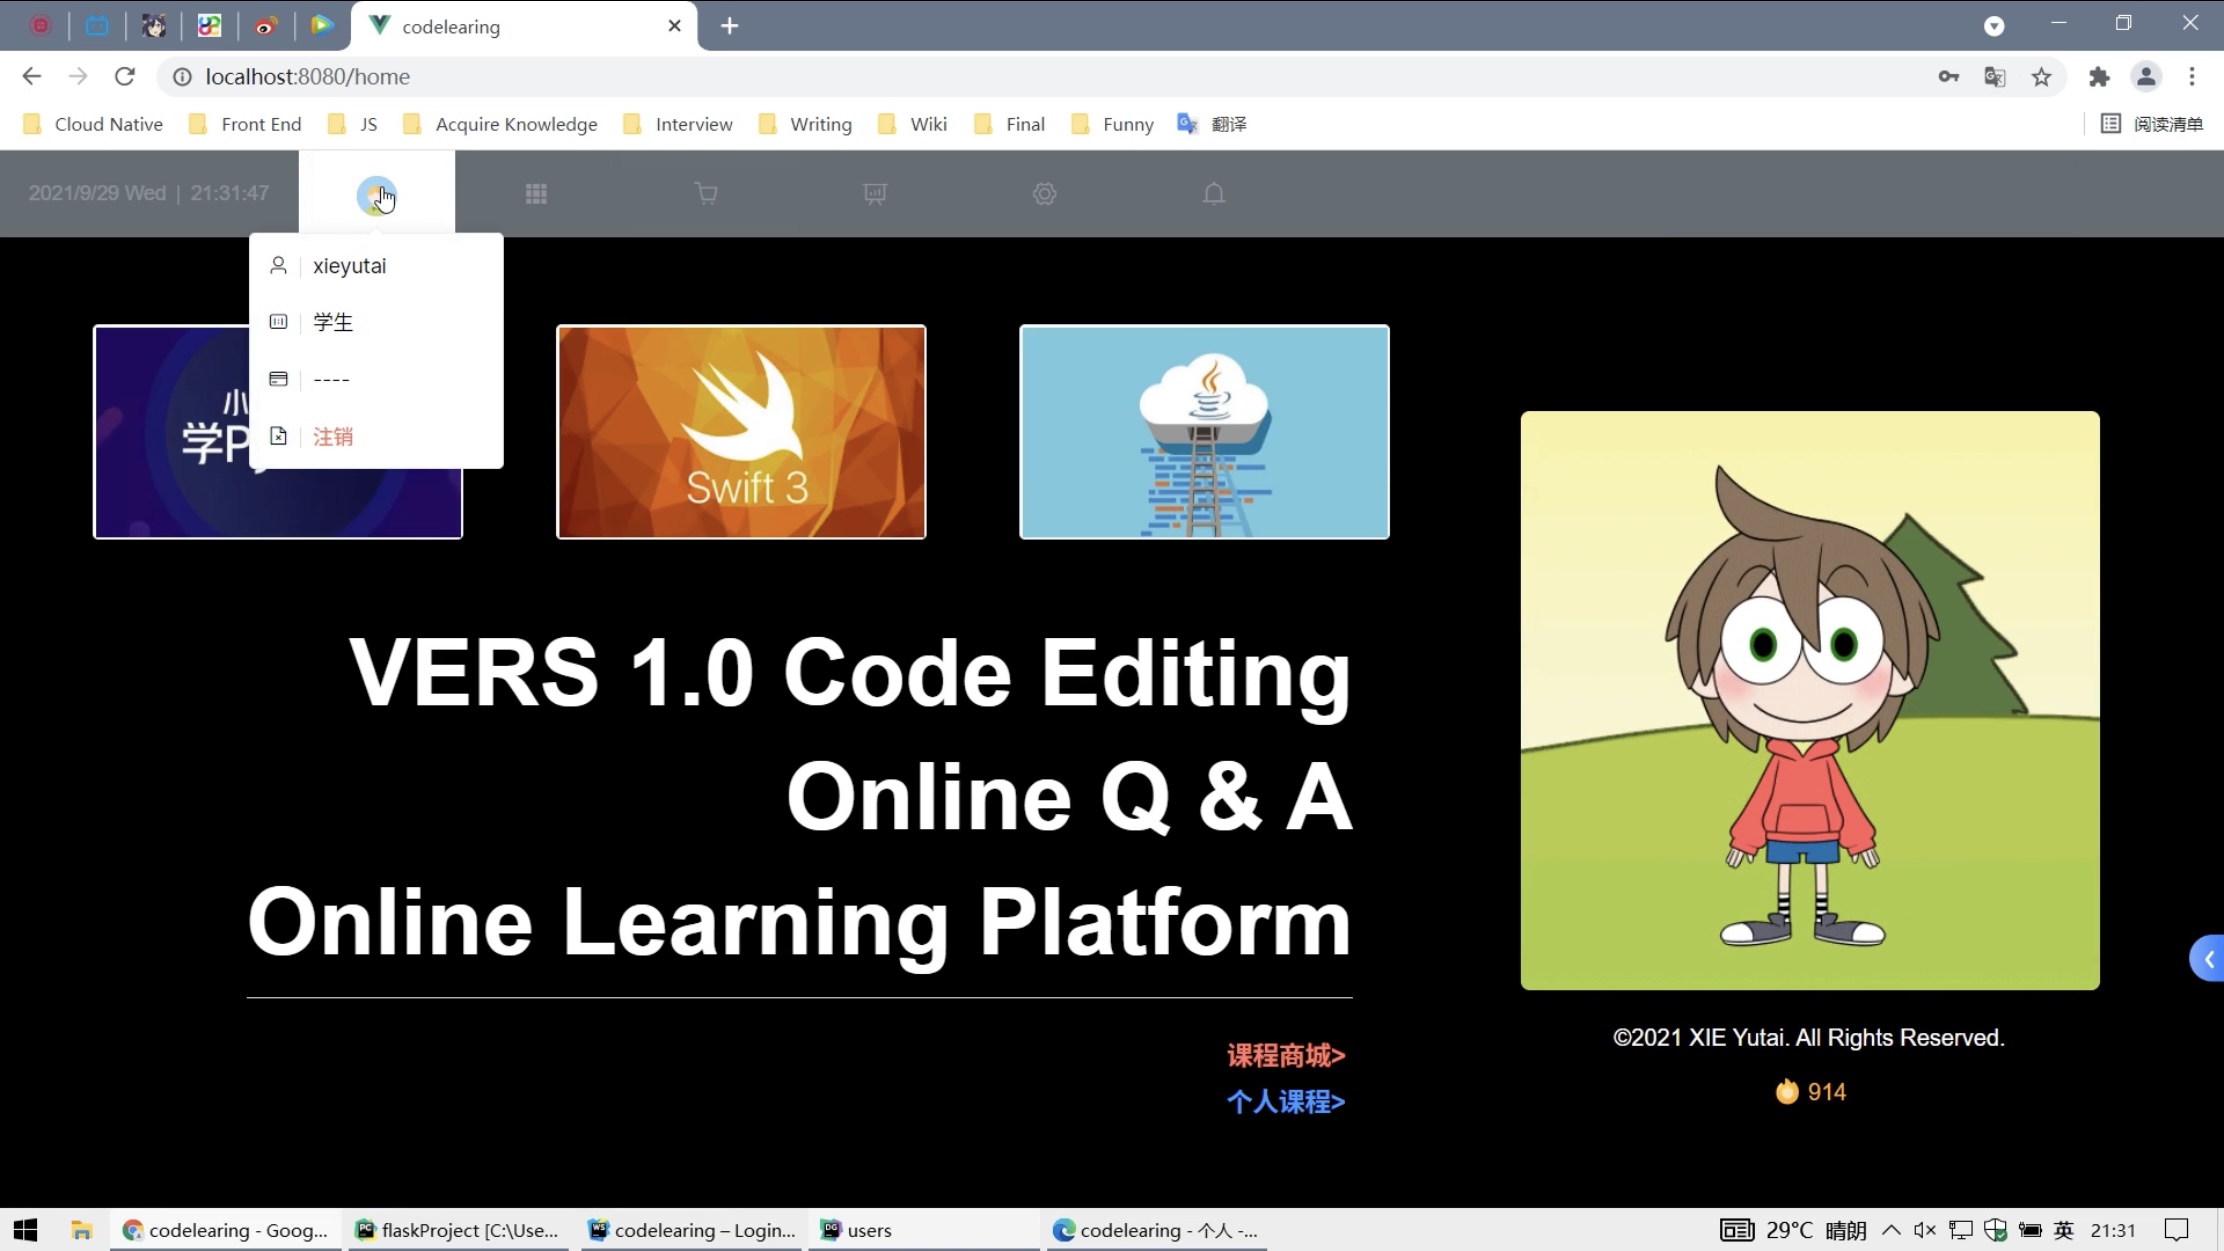 codelearing
localhost:8080/home
Cloud Native
Front End
JS
Acquire Knowledge
Interview
Writing
Wiki
Final
Funny
翻译
阅读清单
2021/9/29 Wed | 21:31:47
xieyutai
学生
----
注销
小
学P
Swift 3
VERS 1.0 Code Editing
Online Q & A
Online Learning Platform
课程商城>
个人课程>
©2021 XIE Yutai. All Rights Reserved.
914
codelearing - Goog...
flaskProject [C:\Use...
codelearing – Login...
users
codelearing - 个人 -...
29°C 晴朗
英
21:31